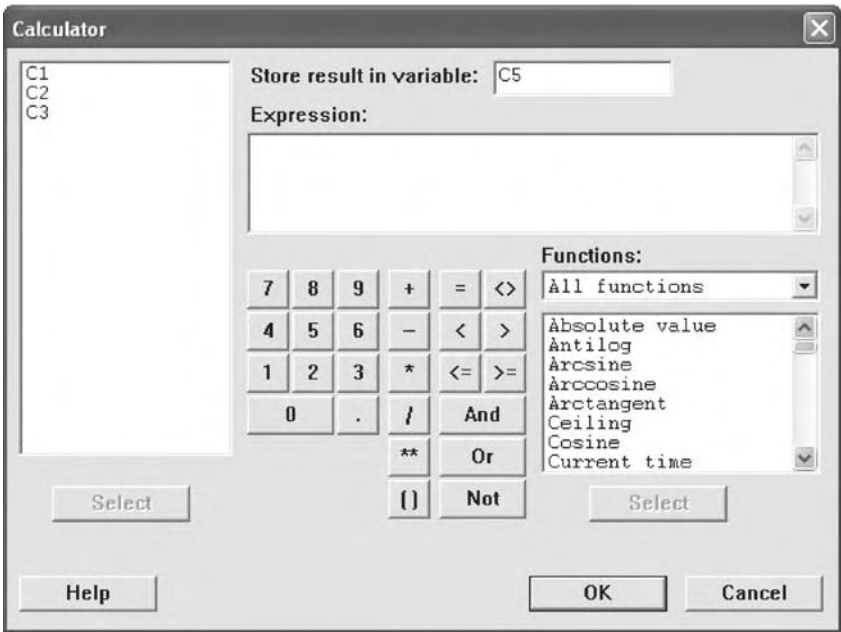 Calculator
C1
C2
C3
Store result in variable: C5
Expression:
Functions:
All functions
7 8 9 + = <>
4 5 6 – < >
1 2 3 * <= >=
0 . / And
** Or
() Not
Absolute value
Antilog
Arcsine
Arccosine
Arctangent
Ceiling
Cosine
Current time
Select
Select
Help
OK
Cancel